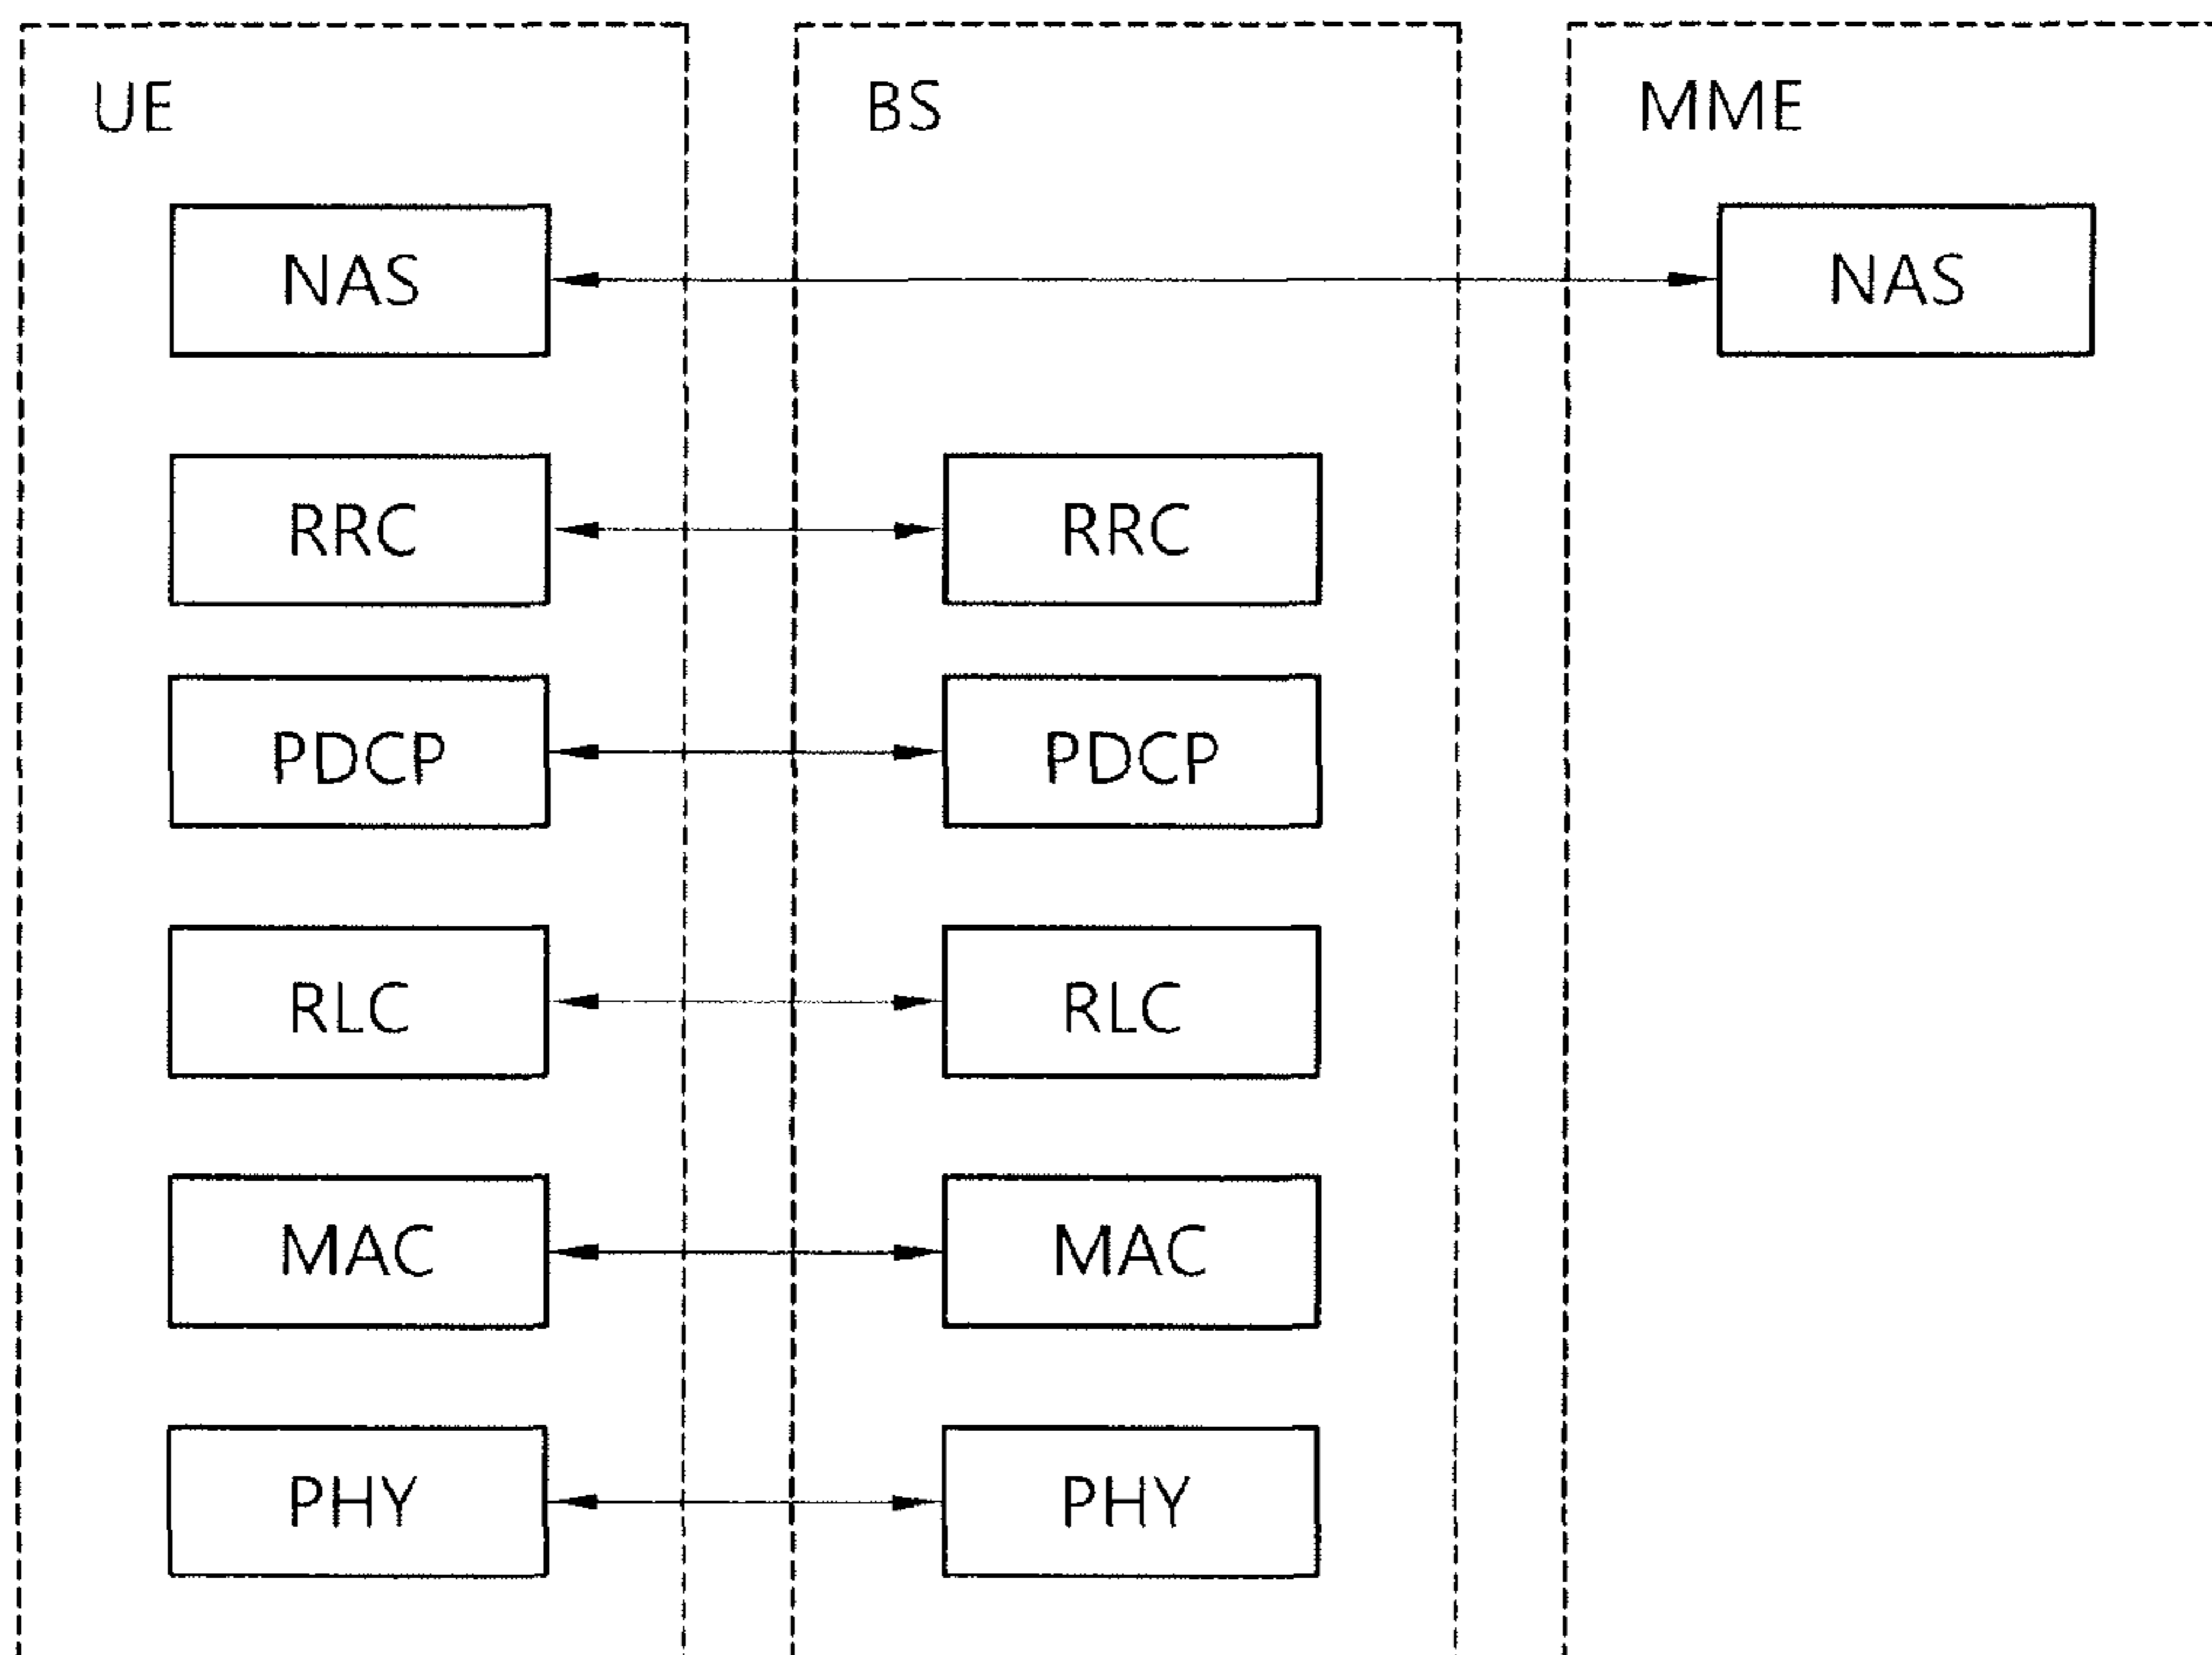 UE BS MME
NAS NAS
RRC RRC
PDCP PDCP
RLC RLC
MAC MAC
PHY PHY